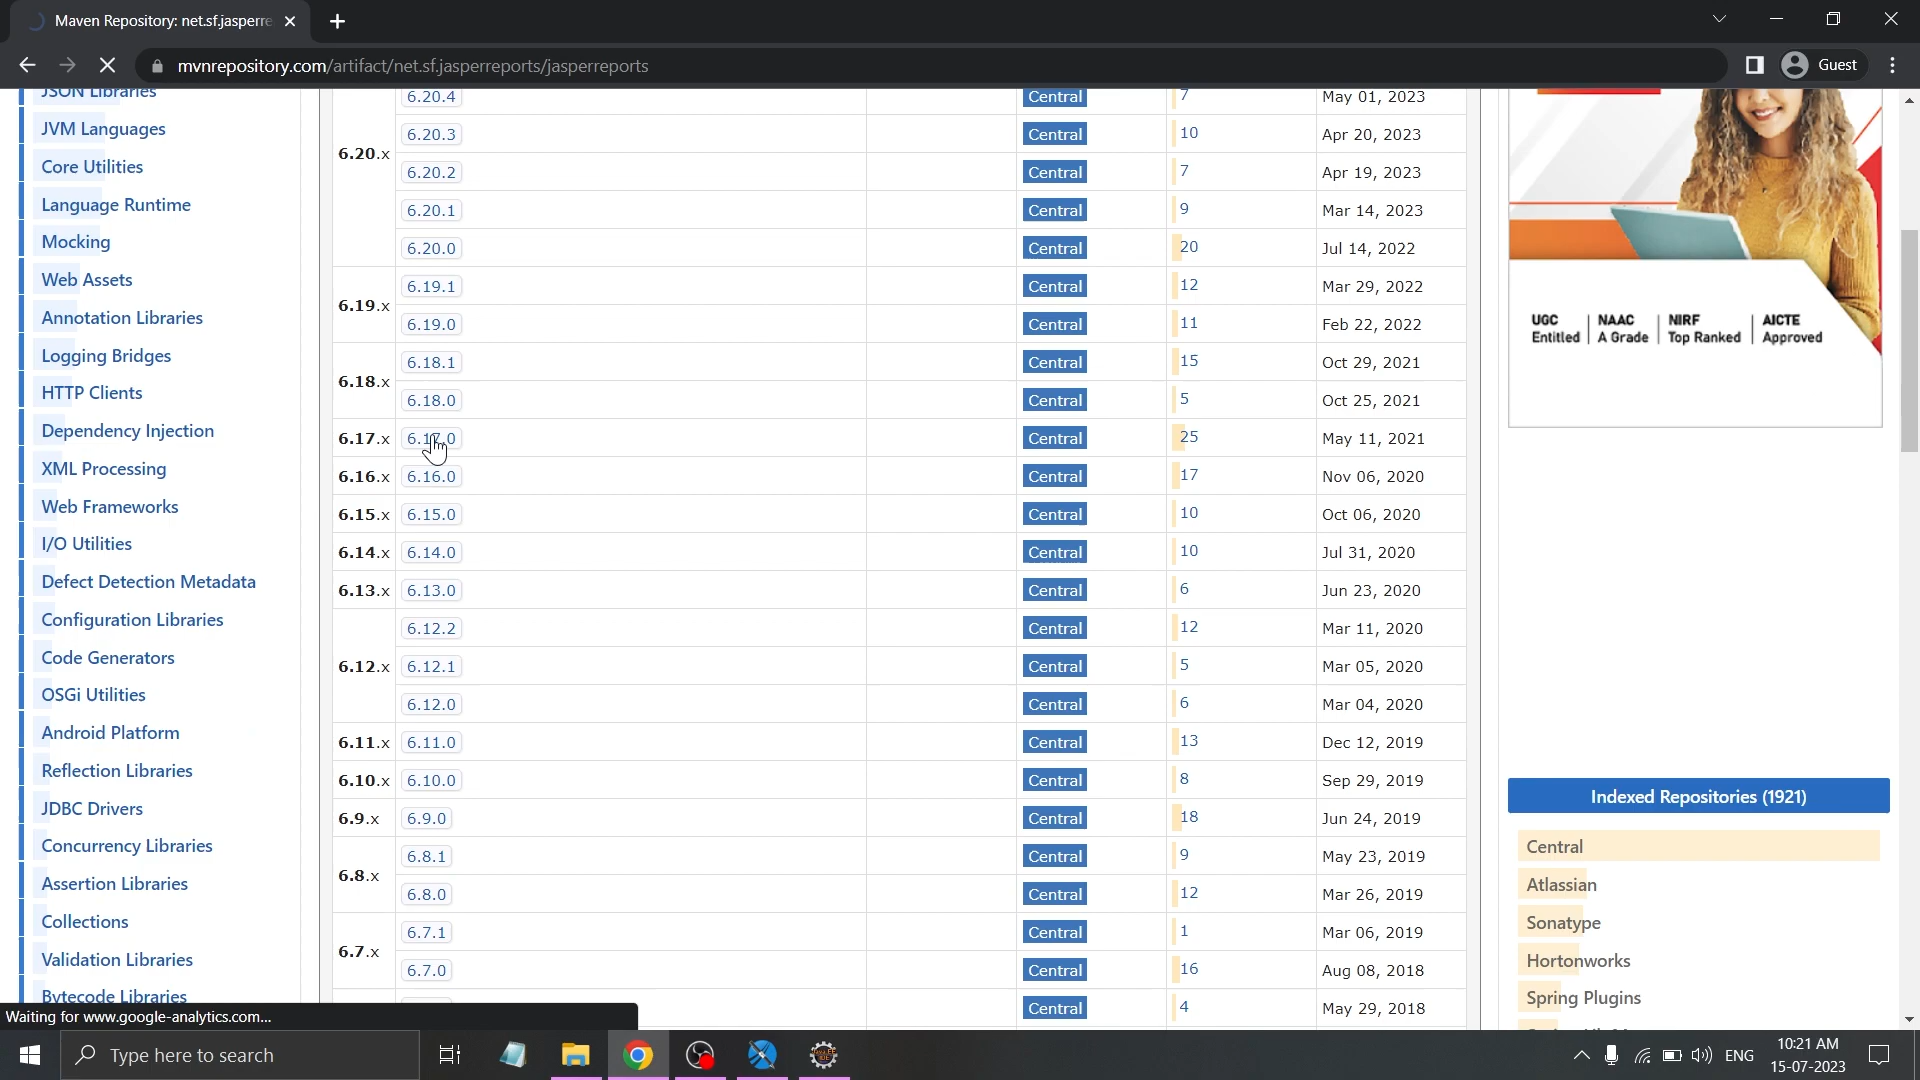 Maven Repository: net.sf.jasperre
mvnrepository.com/artifact/net.sf.jasperreports/jasperreports
Guest
JSON Libraries
JVM Languages
Core Utilities
Language Runtime
Mocking
Web Assets
Annotation Libraries
Logging Bridges
HTTP Clients
Dependency Injection
XML Processing
Web Frameworks
I/O Utilities
Defect Detection Metadata
Configuration Libraries
Code Generators
OSGi Utilities
Android Platform
Reflection Libraries
JDBC Drivers
Concurrency Libraries
Assertion Libraries
Collections
Validation Libraries
Bytecode Libraries
6.20.x
6.20.4 Central 7 May 01, 2023
6.20.3 Central 10 Apr 20, 2023
6.20.2 Central 7 Apr 19, 2023
6.20.1 Central 9 Mar 14, 2023
6.20.0 Central 20 Jul 14, 2022
6.19.x
6.19.1 Central 12 Mar 29, 2022
6.19.0 Central 11 Feb 22, 2022
6.18.x
6.18.1 Central 15 Oct 29, 2021
6.18.0 Central 5 Oct 25, 2021
6.17.x 6.17.0 Central 25 May 11, 2021
6.16.x 6.16.0 Central 17 Nov 06, 2020
6.15.x 6.15.0 Central 10 Oct 06, 2020
6.14.x 6.14.0 Central 10 Jul 31, 2020
6.13.x 6.13.0 Central 6 Jun 23, 2020
6.12.x
6.12.2 Central 12 Mar 11, 2020
6.12.1 Central 5 Mar 05, 2020
6.12.0 Central 6 Mar 04, 2020
6.11.x 6.11.0 Central 13 Dec 12, 2019
6.10.x 6.10.0 Central 8 Sep 29, 2019
6.9.x 6.9.0 Central 18 Jun 24, 2019
6.8.x
6.8.1 Central 9 May 23, 2019
6.8.0 Central 12 Mar 26, 2019
6.7.x
6.7.1 Central 1 Mar 06, 2019
6.7.0 Central 16 Aug 08, 2018
Central 4 May 29, 2018
UGC Entitled
NAAC A Grade
NIRF Top Ranked
AICTE Approved
Indexed Repositories (1921)
Central
Atlassian
Sonatype
Hortonworks
Spring Plugins
Waiting for www.google-analytics.com...
Type here to search
ENG
10:21 AM
15-07-2023